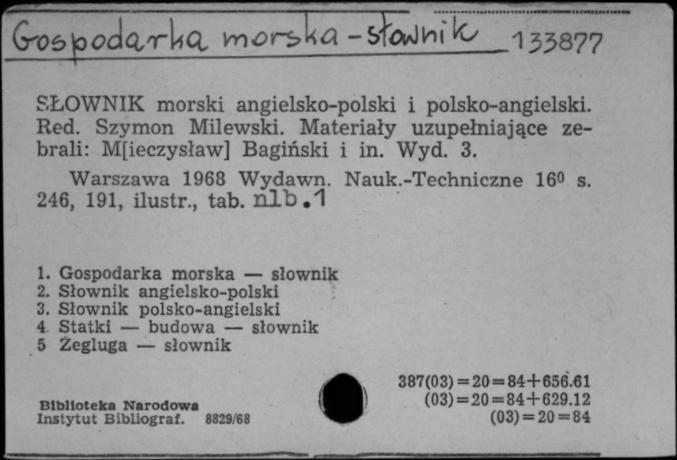 Gospodarka morska - słownik 133877
SŁOWNIK morski angielsko-polski i polsko-angielski.
Red. Szymon Milewski. Materiały uzupełniające ze-
brali: M[ieczysław] Bagiński i in. Wyd. 3.
Warszawa 1968 Wydawn. Nauk.-Techniczne 16⁰ s.
246, 191, ilustr., tab. nlb.1
1. Gospodarka morska — słownik
2. Słownik angielsko-polski
3. Słownik polsko-angielski
4 Statki — budowa — słownik
5 Żegluga — słownik
387(03)=20=84+656.61
(03)=20=84+629.12
(03)=20=84
Biblioteka Narodowa
Instytut Bibliograf. 8829/68